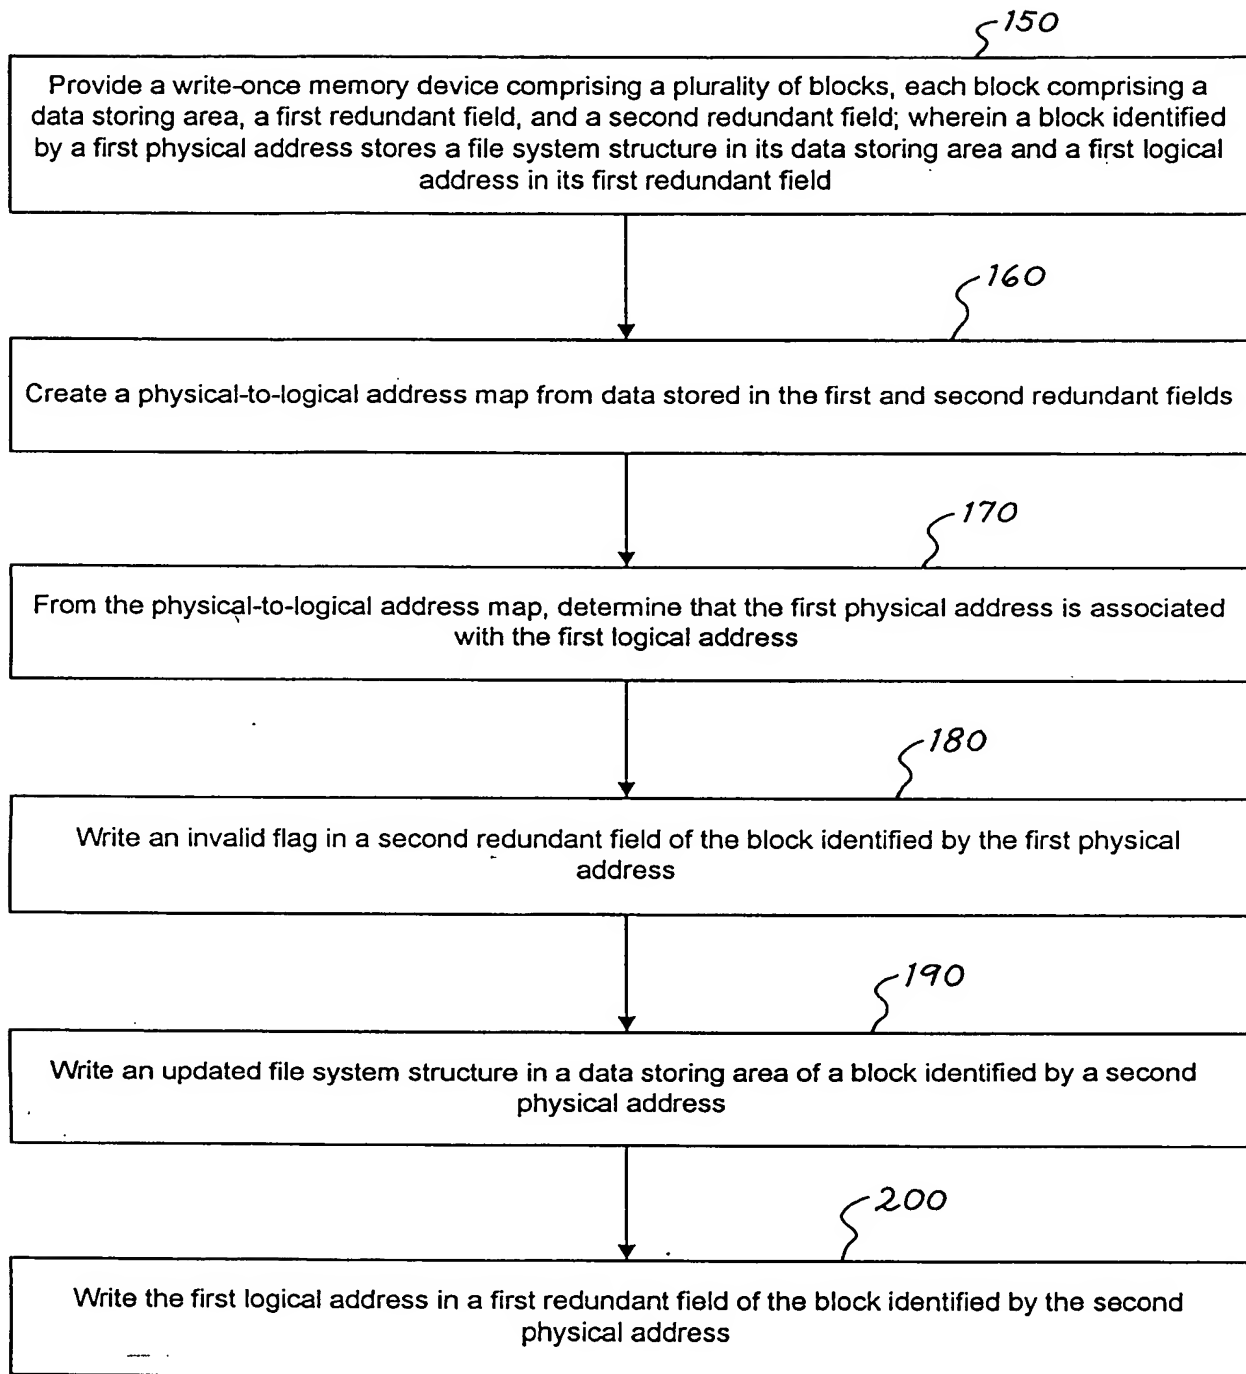 150
Provide a write-once memory device comprising a plurality of blocks, each block comprising a
data storing area, a first redundant field, and a second redundant field; wherein a block identified
by a first physical address stores a file system structure in its data storing area and a first logical
address in its first redundant field
160
Create a physical-to-logical address map from data stored in the first and second redundant fields
170
From the physical-to-logical address map, determine that the first physical address is associated
with the first logical address
180
Write an invalid flag in a second redundant field of the block identified by the first physical
address
190
Write an updated file system structure in a data storing area of a block identified by a second
physical address
200
Write the first logical address in a first redundant field of the block identified by the second
physical address